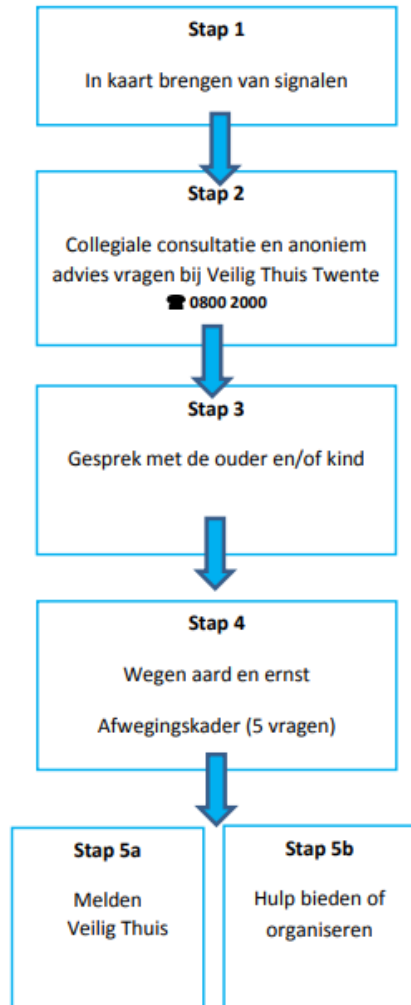 Stap 1
In kaart brengen van signalen
Stap 2
Collegiale consultatie en anoniem
advies vragen bij Veilig Thuis Twente
☎ 0800 2000
Stap 3
Gesprek met de ouder en/of kind
Stap 4
Wegen aard en ernst
Afwegingskader (5 vragen)
Stap 5a
Melden
Veilig Thuis
Stap 5b
Hulp bieden of
organiseren